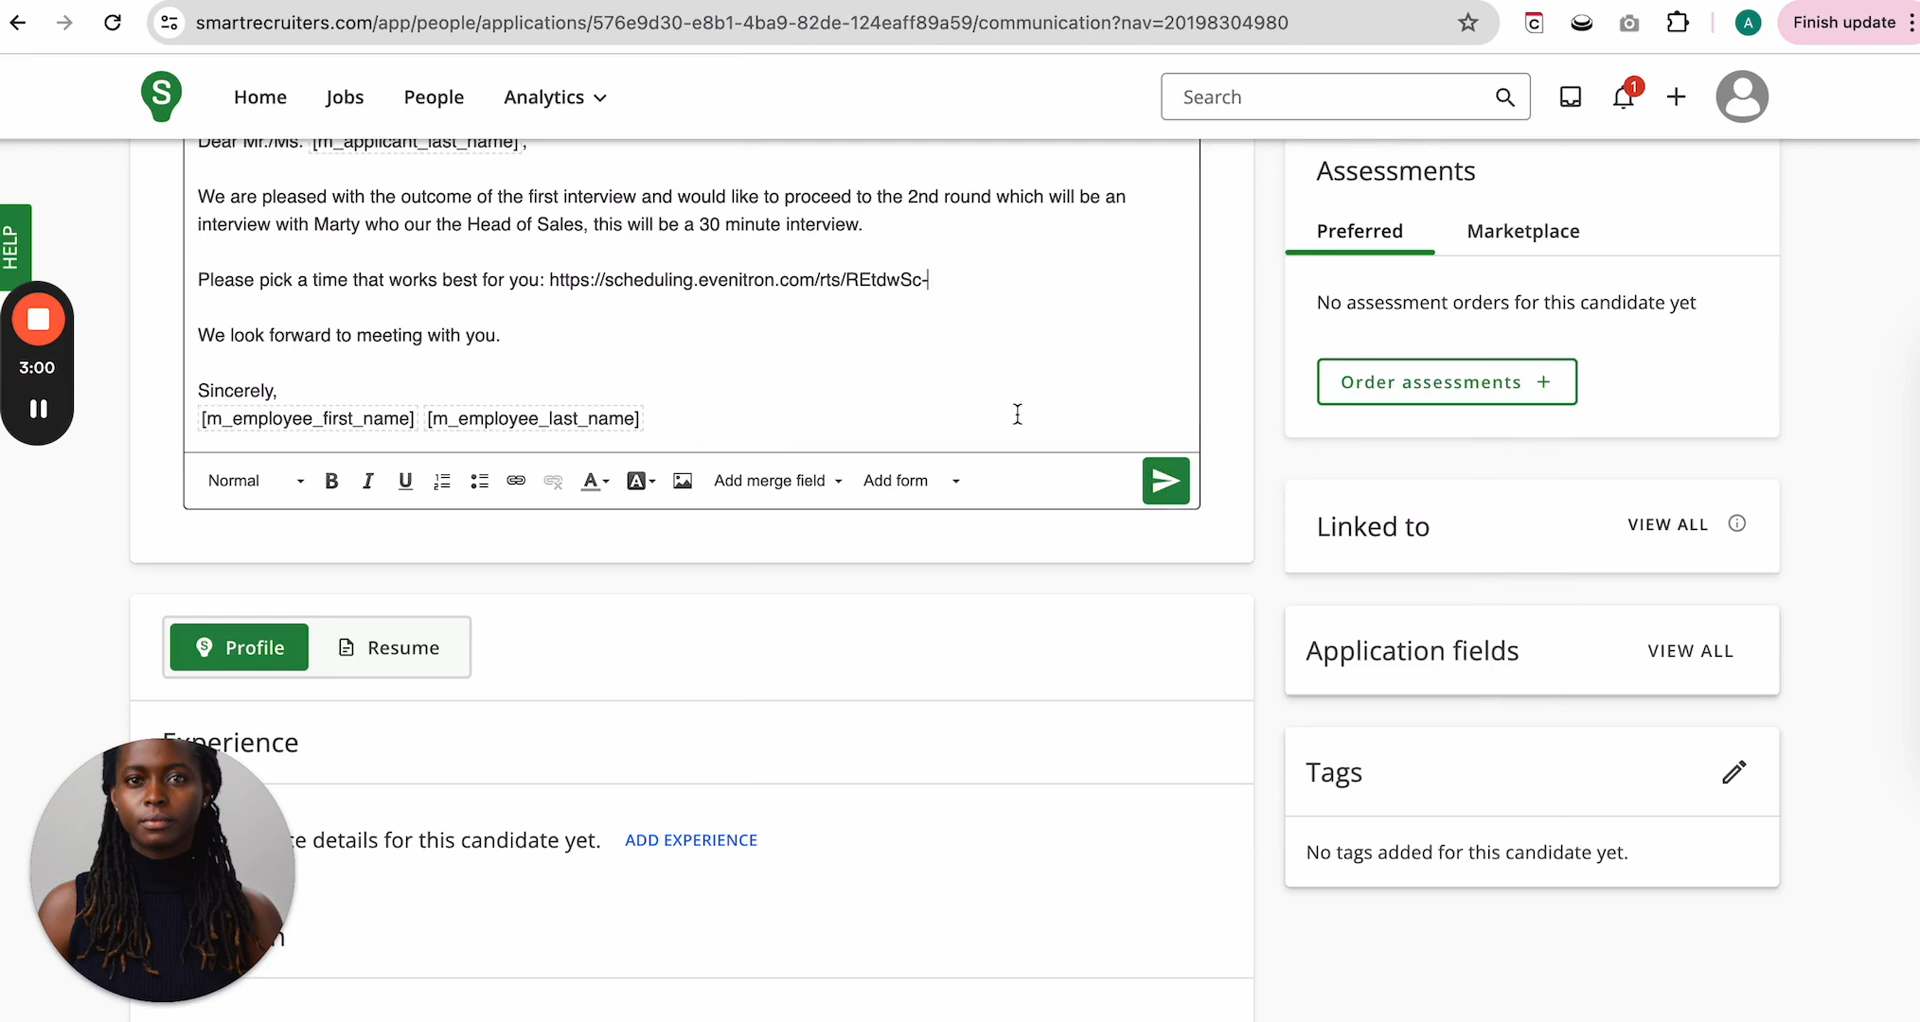 smartrecruiters.com/app/people/applications/576e9d30-e8b1-4ba9-82de-124eaff89a59/communication?nav=20198304980
A
Finish update
S
Home
Jobs
People
Analytics
Search
1
HELP
3:00
Dear Mr./Ms. [m_applicant_last_name],
We are pleased with the outcome of the first interview and would like to proceed to the 2nd round which will be an
interview with Marty who our the Head of Sales, this will be a 30 minute interview.
Please pick a time that works best for you: https://scheduling.evenitron.com/rts/REtdwSc-
We look forward to meeting with you.
Sincerely,
[m_employee_first_name] [m_employee_last_name]
Normal B I U A A Add merge field Add form
Assessments
Preferred
Marketplace
No assessment orders for this candidate yet
Order assessments +
Linked to
VIEW ALL
Application fields
VIEW ALL
Tags
No tags added for this candidate yet.
Profile
Resume
Experience
details for this candidate yet.
ADD EXPERIENCE